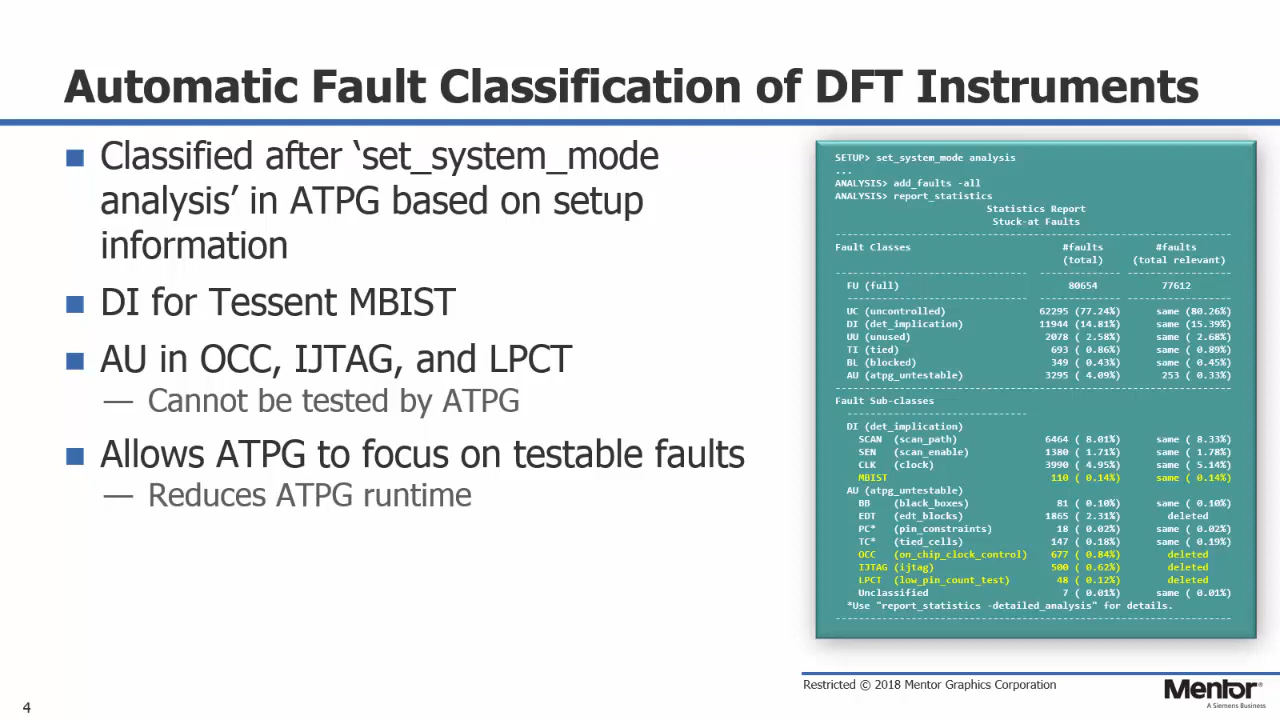 Automatic Fault Classification of DFT Instruments
Classified after ‘set_system_mode
analysis’ in ATPG based on setup
information
DI for Tessent MBIST
AU in OCC, IJTAG, and LPCT
— Cannot be tested by ATPG
Allows ATPG to focus on testable faults
— Reduces ATPG runtime
SETUP> set_system_mode analysis
...
ANALYSIS> add_faults -all
ANALYSIS> report_statistics
Statistics Report
Stuck-at Faults
Fault Classes #faults #faults
(total) (total relevant)
FU (full) 80654 77612
UC (uncontrolled) 62295 (77.24%) same (80.26%)
DI (det_implication) 11944 (14.81%) same (15.39%)
UU (unused) 2078 ( 2.58%) same ( 2.68%)
TI (tied) 693 ( 0.86%) same ( 0.89%)
BL (blocked) 349 ( 0.43%) same ( 0.45%)
AU (atpg_untestable) 3295 ( 4.09%) 253 ( 0.33%)
Fault Sub-classes
DI (det_implication)
SCAN (scan_path) 6464 ( 8.01%) same ( 8.33%)
SEN (scan_enable) 1380 ( 1.71%) same ( 1.78%)
CLK (clock) 3990 ( 4.95%) same ( 5.14%)
MBIST 110 ( 0.14%) same ( 0.14%)
AU (atpg_untestable)
BB (black_boxes) 81 ( 0.10%) same ( 0.10%)
EDT (edt_blocks) 1865 ( 2.31%) deleted
PC* (pin_constraints) 18 ( 0.02%) same ( 0.02%)
TC* (tied_cells) 147 ( 0.18%) same ( 0.19%)
OCC (on_chip_clock_control) 677 ( 0.84%) deleted
IJTAG (ijtag) 500 ( 0.62%) deleted
LPCT (low_pin_count_test) 48 ( 0.12%) deleted
Unclassified 7 ( 0.01%) same ( 0.01%)
*Use "report_statistics -detailed_analysis" for details.
Restricted © 2018 Mentor Graphics Corporation
Mentor®
A Siemens Business
4